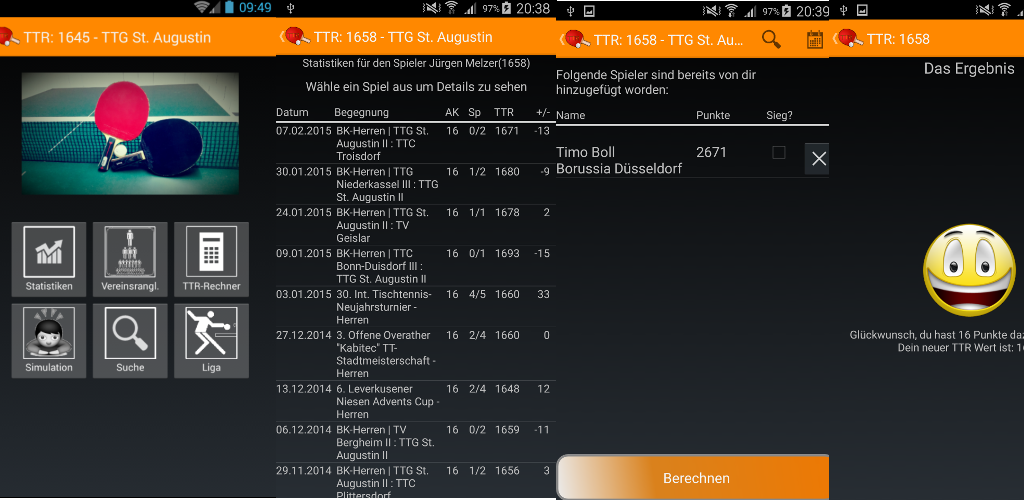 09:49
TTR: 1645 - TTG St. Augustin
Statistiken
Vereinsrangl.
TTR-Rechner
Simulation
Suche
Liga
97% 20:38
TTR: 1658 - TTG St. Augustin
Statistiken für den Spieler Jürgen Melzer(1658)
Wähle ein Spiel aus um Details zu sehen
Datum Begegnung AK Sp TTR +/-
07.02.2015 BK-Herren | TTG St. 16 0/2 1671 -13
Augustin II : TTC
Troisdorf
30.01.2015 BK-Herren | TTG 16 1/2 1680 -9
Niederkassel III : TTG
St. Augustin II
24.01.2015 BK-Herren | TTG St. 16 1/1 1678 2
Augustin II : TV
Geislar
09.01.2015 BK-Herren | TTC 16 0/1 1693 -15
Bonn-Duisdorf III :
TTG St. Augustin II
03.01.2015 30. Int. Tischtennis- 16 4/5 1660 33
Neujahrsturnier -
Herren
27.12.2014 3. Offene Overather 16 2/4 1660 0
"Kabitec" TT-
Stadtmeisterschaft -
Herren
13.12.2014 6. Leverkusener 16 2/4 1648 12
Niesen Advents Cup -
Herren
06.12.2014 BK-Herren | TV 16 0/2 1659 -11
Bergheim II : TTG St.
Augustin II
29.11.2014 BK-Herren | TTG St. 16 1/2 1656 3
Augustin II : TTC
Plittersdorf
97% 20:39
TTR: 1658 - TTG St. Au...
Folgende Spieler sind bereits von dir
hinzugefügt worden:
Name Punkte Sieg?
Timo Boll 2671
Borussia Düsseldorf
Berechnen
TTR: 1658
Das Ergebnis
Glückwunsch, du hast 16 Punkte daz
Dein neuer TTR Wert ist: 1